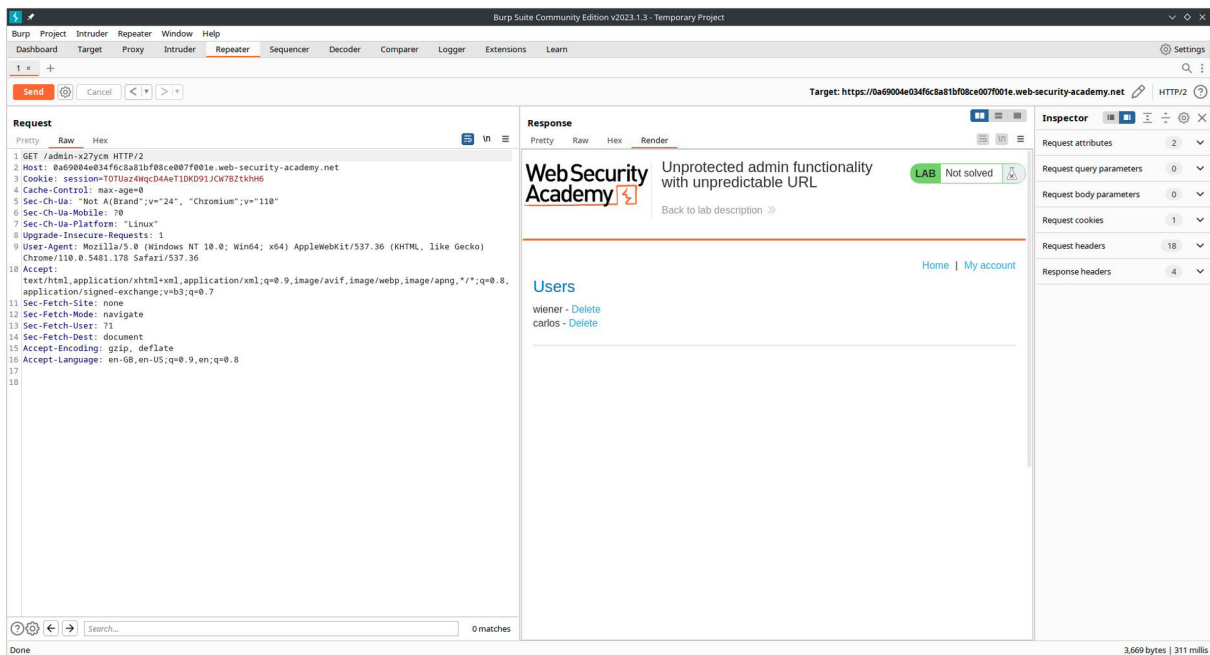 Burp Suite Community Edition v2023.1.3 - Temporary Project
Burp Project Intruder Repeater Window Help
Dashboard Target Proxy Intruder Repeater Sequencer Decoder Comparer Logger Extensions Learn Settings
1 × +
Send Cancel < > Target: https://0a69004e034f6c8a81bf08ce007f001e.web-security-academy.net HTTP/2 ?
Request
Pretty Raw Hex \n
1 GET /admin-x27ycm HTTP/2
2 Host: 0a69004e034f6c8a81bf08ce007f001e.web-security-academy.net
3 Cookie: session=TOTUaz4WqcD4AeT1DKD91JCW7BZtkhH6
4 Cache-Control: max-age=0
5 Sec-Ch-Ua: "Not A(Brand";v="24", "Chromium";v="110"
6 Sec-Ch-Ua-Mobile: ?0
7 Sec-Ch-Ua-Platform: "Linux"
8 Upgrade-Insecure-Requests: 1
9 User-Agent: Mozilla/5.0 (Windows NT 10.0; Win64; x64) AppleWebKit/537.36 (KHTML, like Gecko)
Chrome/110.0.5481.178 Safari/537.36
10 Accept:
text/html,application/xhtml+xml,application/xml;q=0.9,image/avif,image/webp,image/apng,*/*;q=0.8,
application/signed-exchange;v=b3;q=0.7
11 Sec-Fetch-Site: none
12 Sec-Fetch-Mode: navigate
13 Sec-Fetch-User: ?1
14 Sec-Fetch-Dest: document
15 Accept-Encoding: gzip, deflate
16 Accept-Language: en-GB,en-US;q=0.9,en;q=0.8
17
18
? Search... 0 matches
Response
Pretty Raw Hex Render \n
Web Security
Academy
Unprotected admin functionality
with unpredictable URL
Back to lab description
LAB Not solved
Home | My account
Users
wiener - Delete
carlos - Delete
Inspector
Request attributes 2
Request query parameters 0
Request body parameters 0
Request cookies 1
Request headers 18
Response headers 4
Done 3,669 bytes | 311 millis